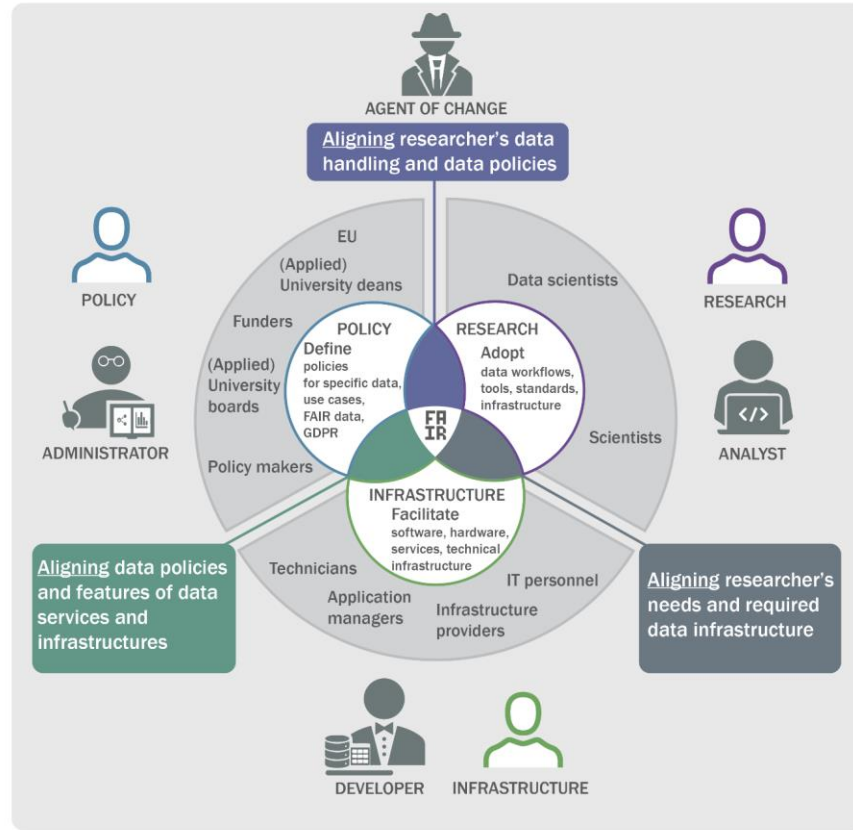 AGENT OF CHANGE
Aligning researcher's data
handling and data policies
POLICY
RESEARCH
ADMINISTRATOR
ANALYST
EU
(Applied)
University deans
Funders
(Applied)
University
boards
Policy makers
Data scientists
Scientists
POLICY
Define
policies
for specific data,
use cases,
FAIR data,
GDPR
RESEARCH
Adopt
data workflows,
tools, standards,
infrastructure
FA
IR
INFRASTRUCTURE
Facilitate
software, hardware,
services, technical
infrastructure
Technicians
Application
managers
Infrastructure
providers
IT personnel
Aligning data policies
and features of data
services and
infrastructures
Aligning researcher's
needs and required
data infrastructure
DEVELOPER
INFRASTRUCTURE